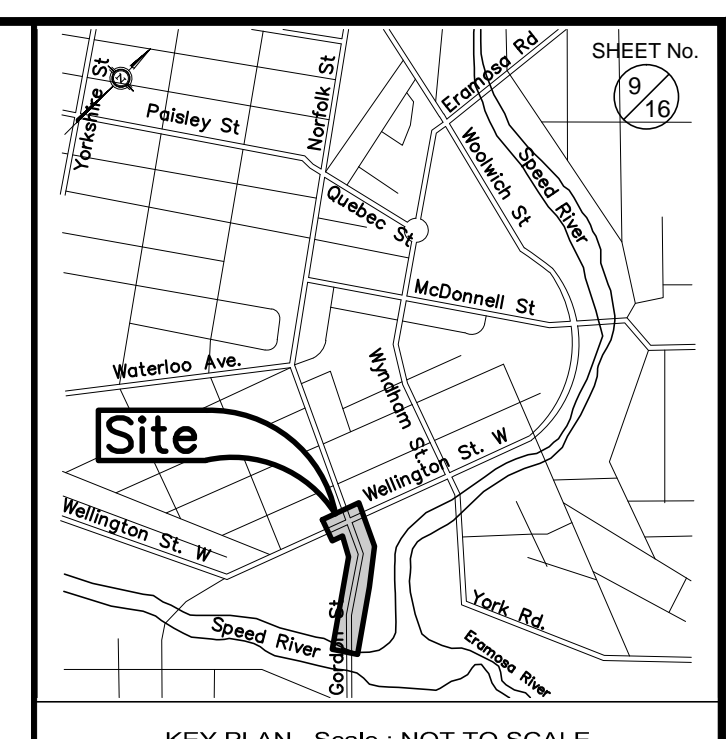 SHEET No.
9
16
Eramosa Rd
Yorkshire St
N
Norfolk St
Paisley St
Woolwich St
Speed River
Quebec St
McDonnell St
Waterloo Ave.
Wyndham St.
Site
Wellington St. W
Wellington St. W
Gordon St
Speed River
York Rd.
Eramosa River
KEY PLAN - Scale : NOT TO SCALE